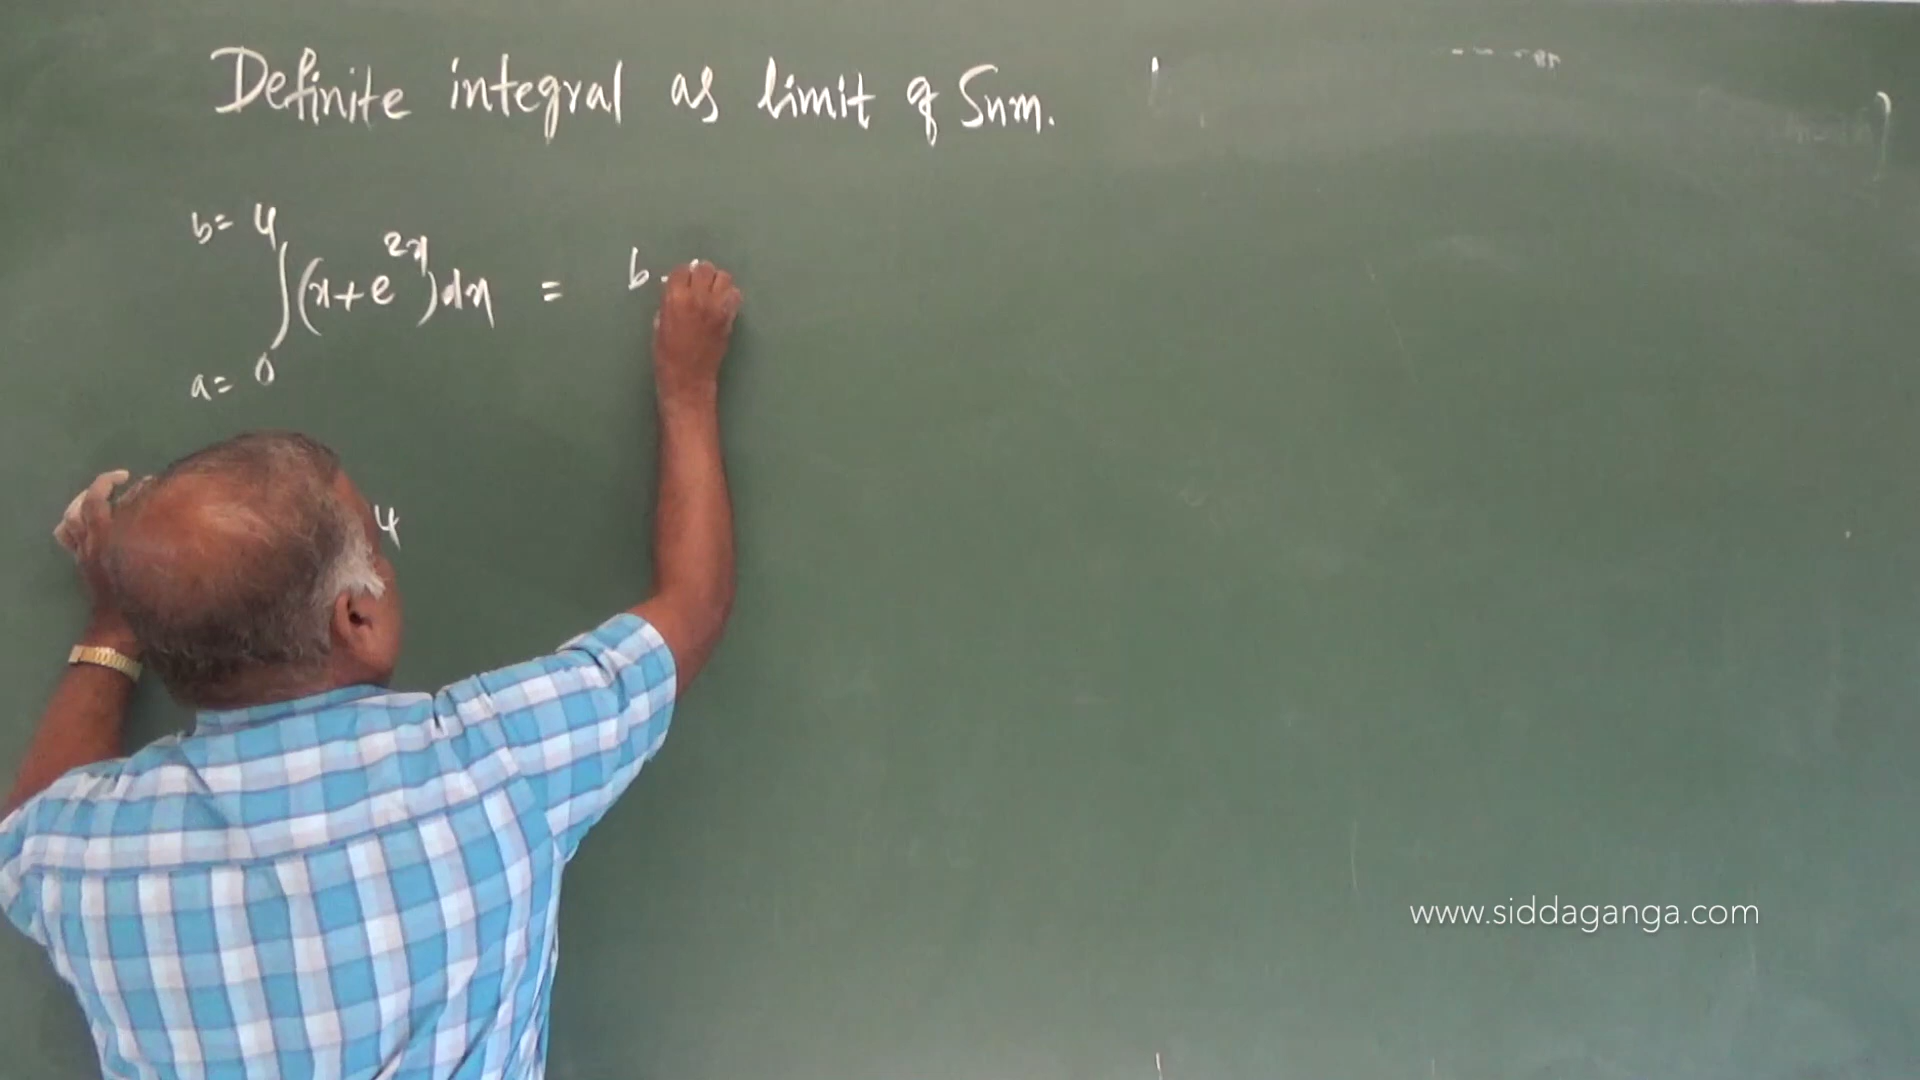 Definite integral as limit of Sum.
b= 4
∫(x+e^2x)dx = b-
a= 0
4
www.siddaganga.com